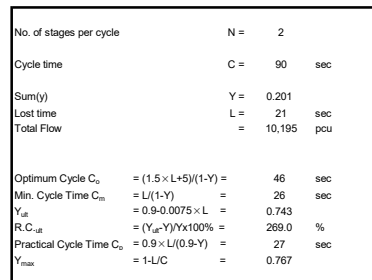 No. of stages per cycle N = 2
Cycle time C = 90 sec
Sum(y) Y = 0.201
Lost time L = 21 sec
Total Flow = 10,195 pcu
Optimum Cycle Co = (1.5×L+5)/(1-Y) = 46 sec
Min. Cycle Time Cm = L/(1-Y) = 26 sec
Yult = 0.9-0.0075×L = 0.743
R.C.ult = (Yult-Y)/Yx100% = 269.0 %
Practical Cycle Time Cp = 0.9×L/(0.9-Y) = 27 sec
Ymax = 1-L/C = 0.767